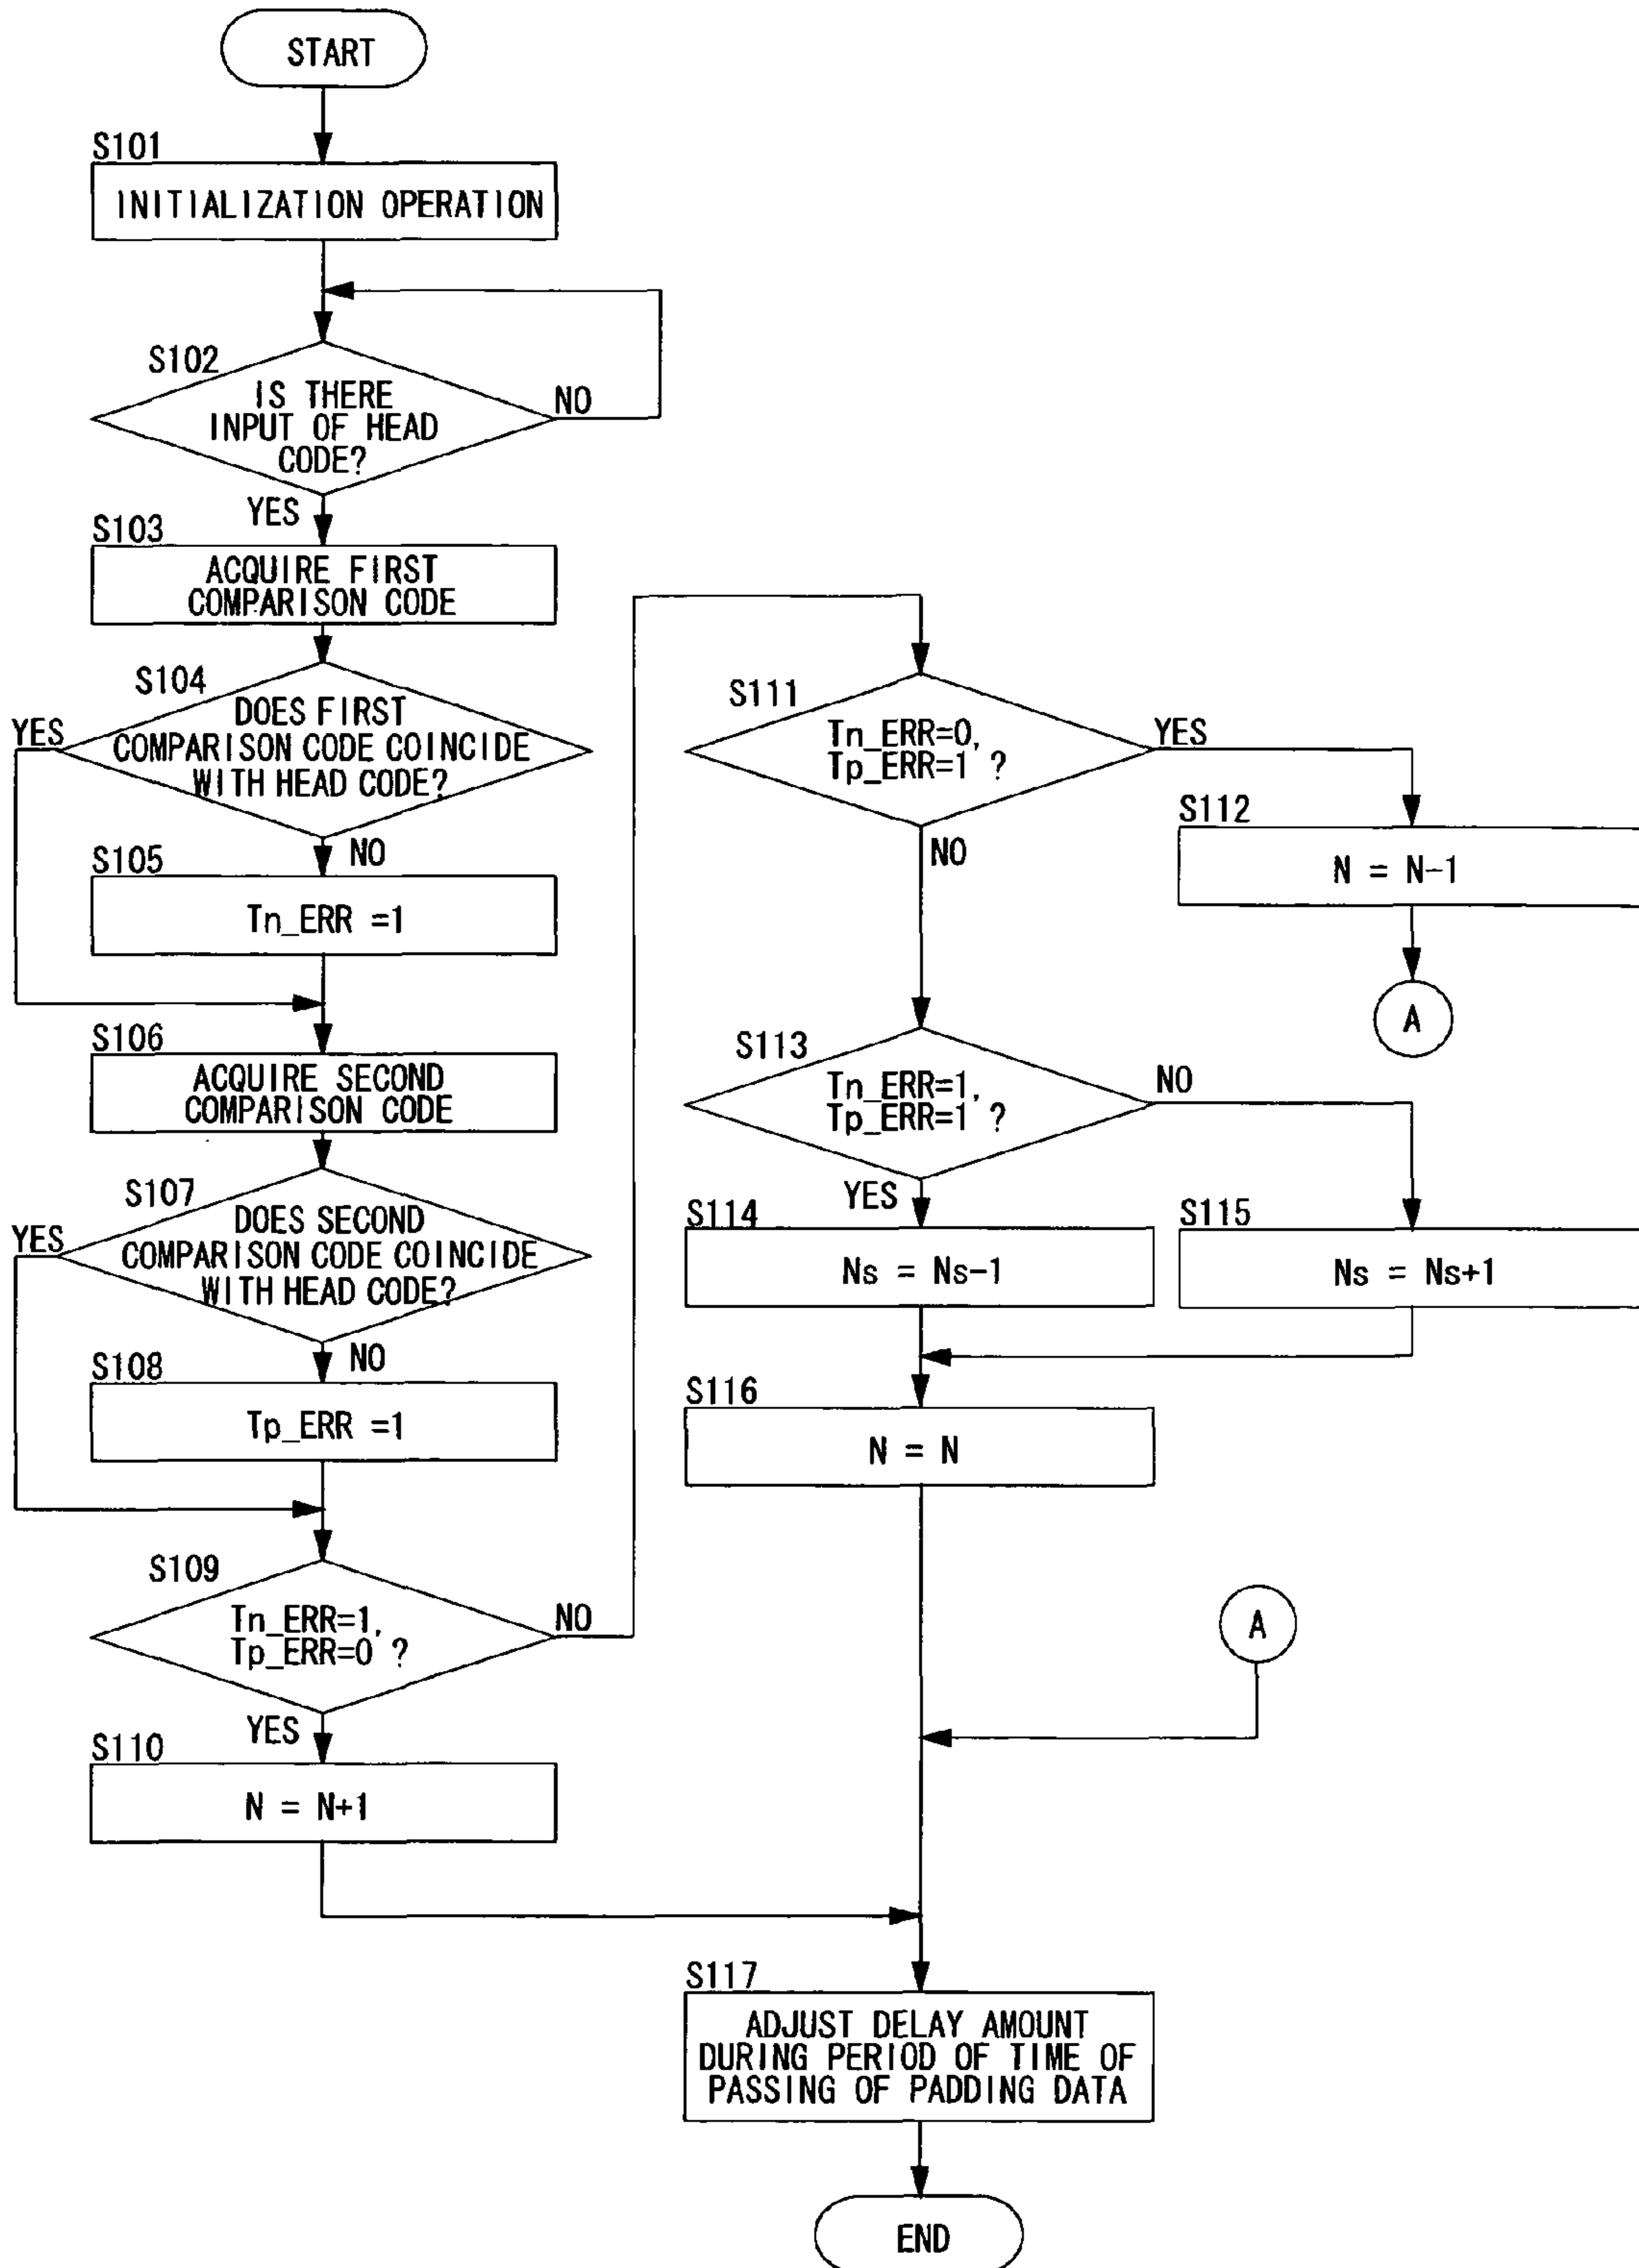 START
S101
INITIALIZATION OPERATION
S102
IS THERE
INPUT OF HEAD
CODE?
NO
YES
S103
ACQUIRE FIRST
COMPARISON CODE
S104
DOES FIRST
COMPARISON CODE COINCIDE
WITH HEAD CODE?
YES
NO
S105
Tn_ERR =1
S106
ACQUIRE SECOND
COMPARISON CODE
S107
DOES SECOND
COMPARISON CODE COINCIDE
WITH HEAD CODE?
YES
NO
S108
Tp_ERR =1
S109
Tn_ERR=1,
Tp_ERR=0 ?
NO
YES
S110
N = N+1
S111
Tn_ERR=0,
Tp_ERR=1 ?
YES
NO
S112
N = N-1
A
S113
Tn_ERR=1,
Tp_ERR=1 ?
NO
YES
S114
Ns = Ns-1
S115
Ns = Ns+1
S116
N = N
A
S117
ADJUST DELAY AMOUNT
DURING PERIOD OF TIME OF
PASSING OF PADDING DATA
END